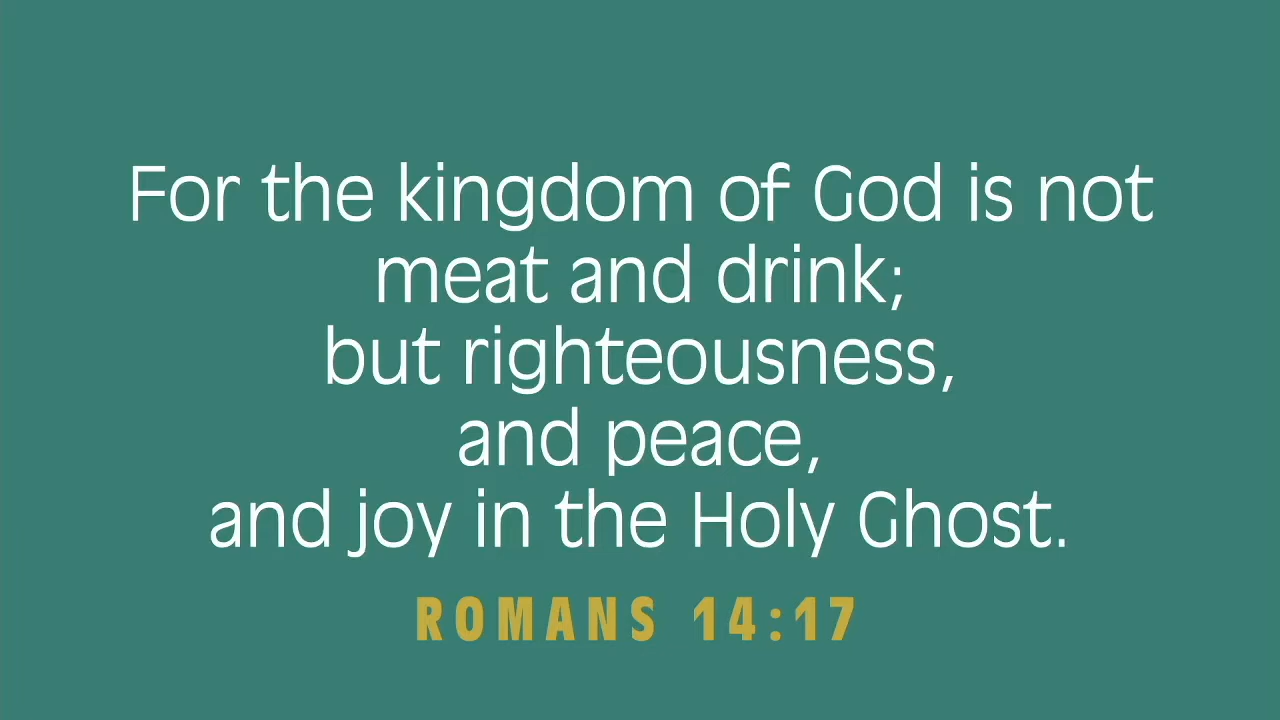 For the kingdom of God is not
meat and drink;
but righteousness,
and peace,
and joy in the Holy Ghost.
ROMANS 14:17